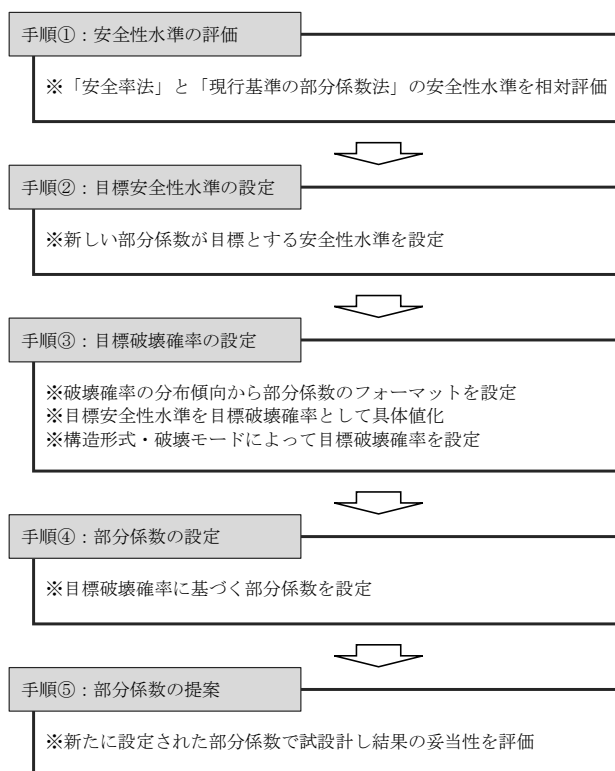 手順①：安全性水準の評価
※「安全率法」と「現行基準の部分係数法」の安全性水準を相対評価
手順②：目標安全性水準の設定
※新しい部分係数が目標とする安全性水準を設定
手順③：目標破壊確率の設定
※破壊確率の分布傾向から部分係数のフォーマットを設定
※目標安全性水準を目標破壊確率として具体値化
※構造形式・破壊モードによって目標破壊確率を設定
手順④：部分係数の設定
※目標破壊確率に基づく部分係数を設定
手順⑤：部分係数の提案
※新たに設定された部分係数で試設計し結果の妥当性を評価